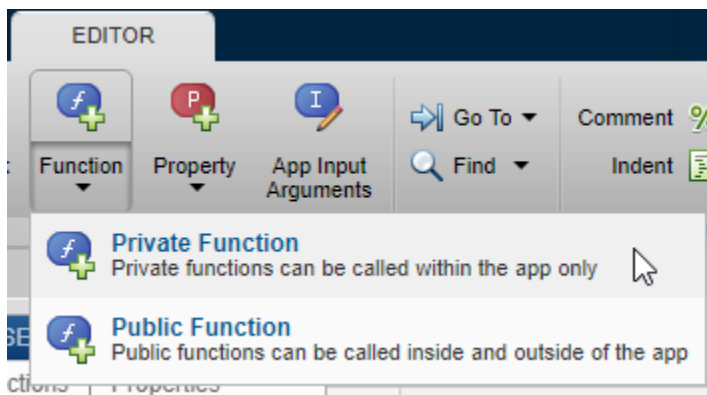 EDITOR
Function
Property
App Input
Arguments
Go To
Find
Comment
Indent
Private Function
Private functions can be called within the app only
Public Function
Public functions can be called inside and outside of the app